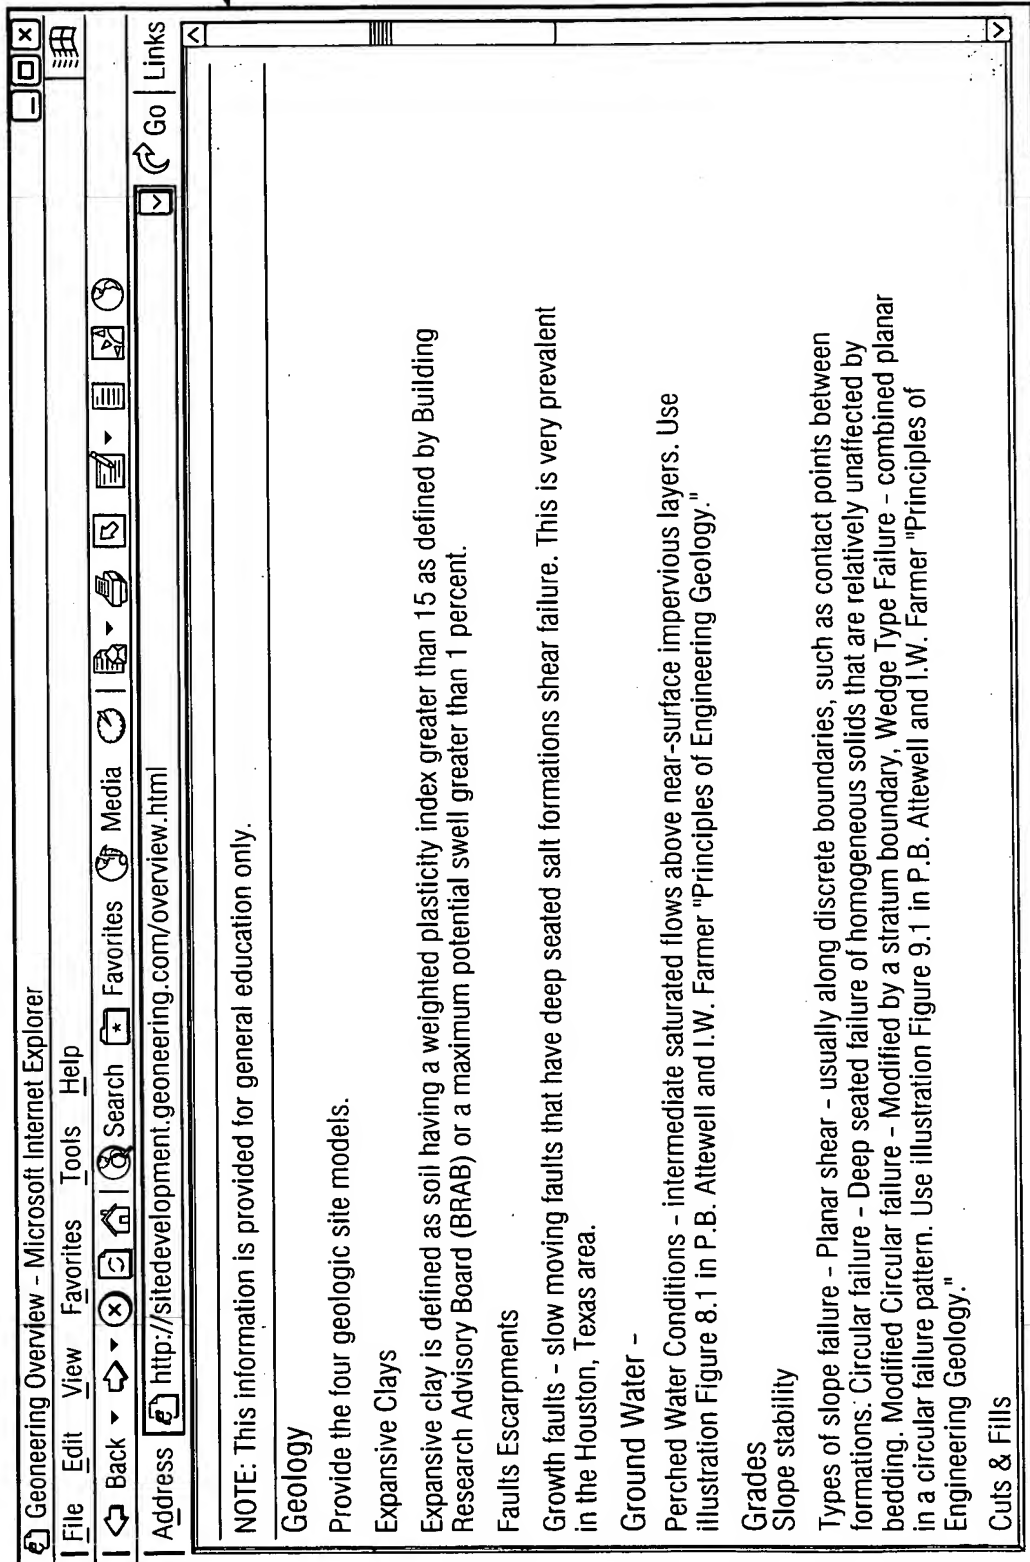 Geoneering Overview - Microsoft Internet Explorer
File Edit View Favorites Tools Help
Back Search Favorites Media
Address http://sitedevelopment.geoneering.com/overview.html Go Links
NOTE: This information is provided for general education only.
Geology
Provide the four geologic site models.
Expansive Clays
Expansive clay is defined as soil having a weighted plasticity index greater than 15 as defined by Building
Research Advisory Board (BRAB) or a maximum potential swell greater than 1 percent.
Faults Escarpments
Growth faults - slow moving faults that have deep seated salt formations shear failure. This is very prevalent
in the Houston, Texas area.
Ground Water -
Perched Water Conditions - intermediate saturated flows above near-surface impervious layers. Use
illustration Figure 8.1 in P.B. Attewell and I.W. Farmer "Principles of Engineering Geology."
Grades
Slope stability
Types of slope failure - Planar shear - usually along discrete boundaries, such as contact points between
formations. Circular failure - Deep seated failure of homogeneous solids that are relatively unaffected by
bedding. Modified Circular failure - Modified by a stratum boundary, Wedge Type Failure - combined planar
in a circular failure pattern. Use illustration Figure 9.1 in P.B. Attewell and I.W. Farmer "Principles of
Engineering Geology."
Cuts & Fills